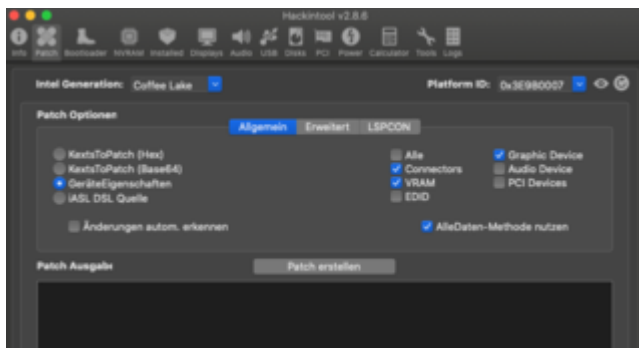 Hackintool v2.8.6
Info Patch Bootloader NVRAM Installed Displays Audio USB Disks PCI Power Calculator Tools Logs
Intel Generation: Coffee Lake Platform ID: 0x3E980007
Patch Optionen
Allgemein Erweitert LSPCON
KextsToPatch (Hex) Alle Graphic Device
KextsToPatch (Base64) Connectors Audio Device
GeräteEigenschaften VRAM PCI Devices
iASL DSL Quelle EDID
Änderungen autom. erkennen AlleDaten-Methode nutzen
Patch Ausgabe Patch erstellen